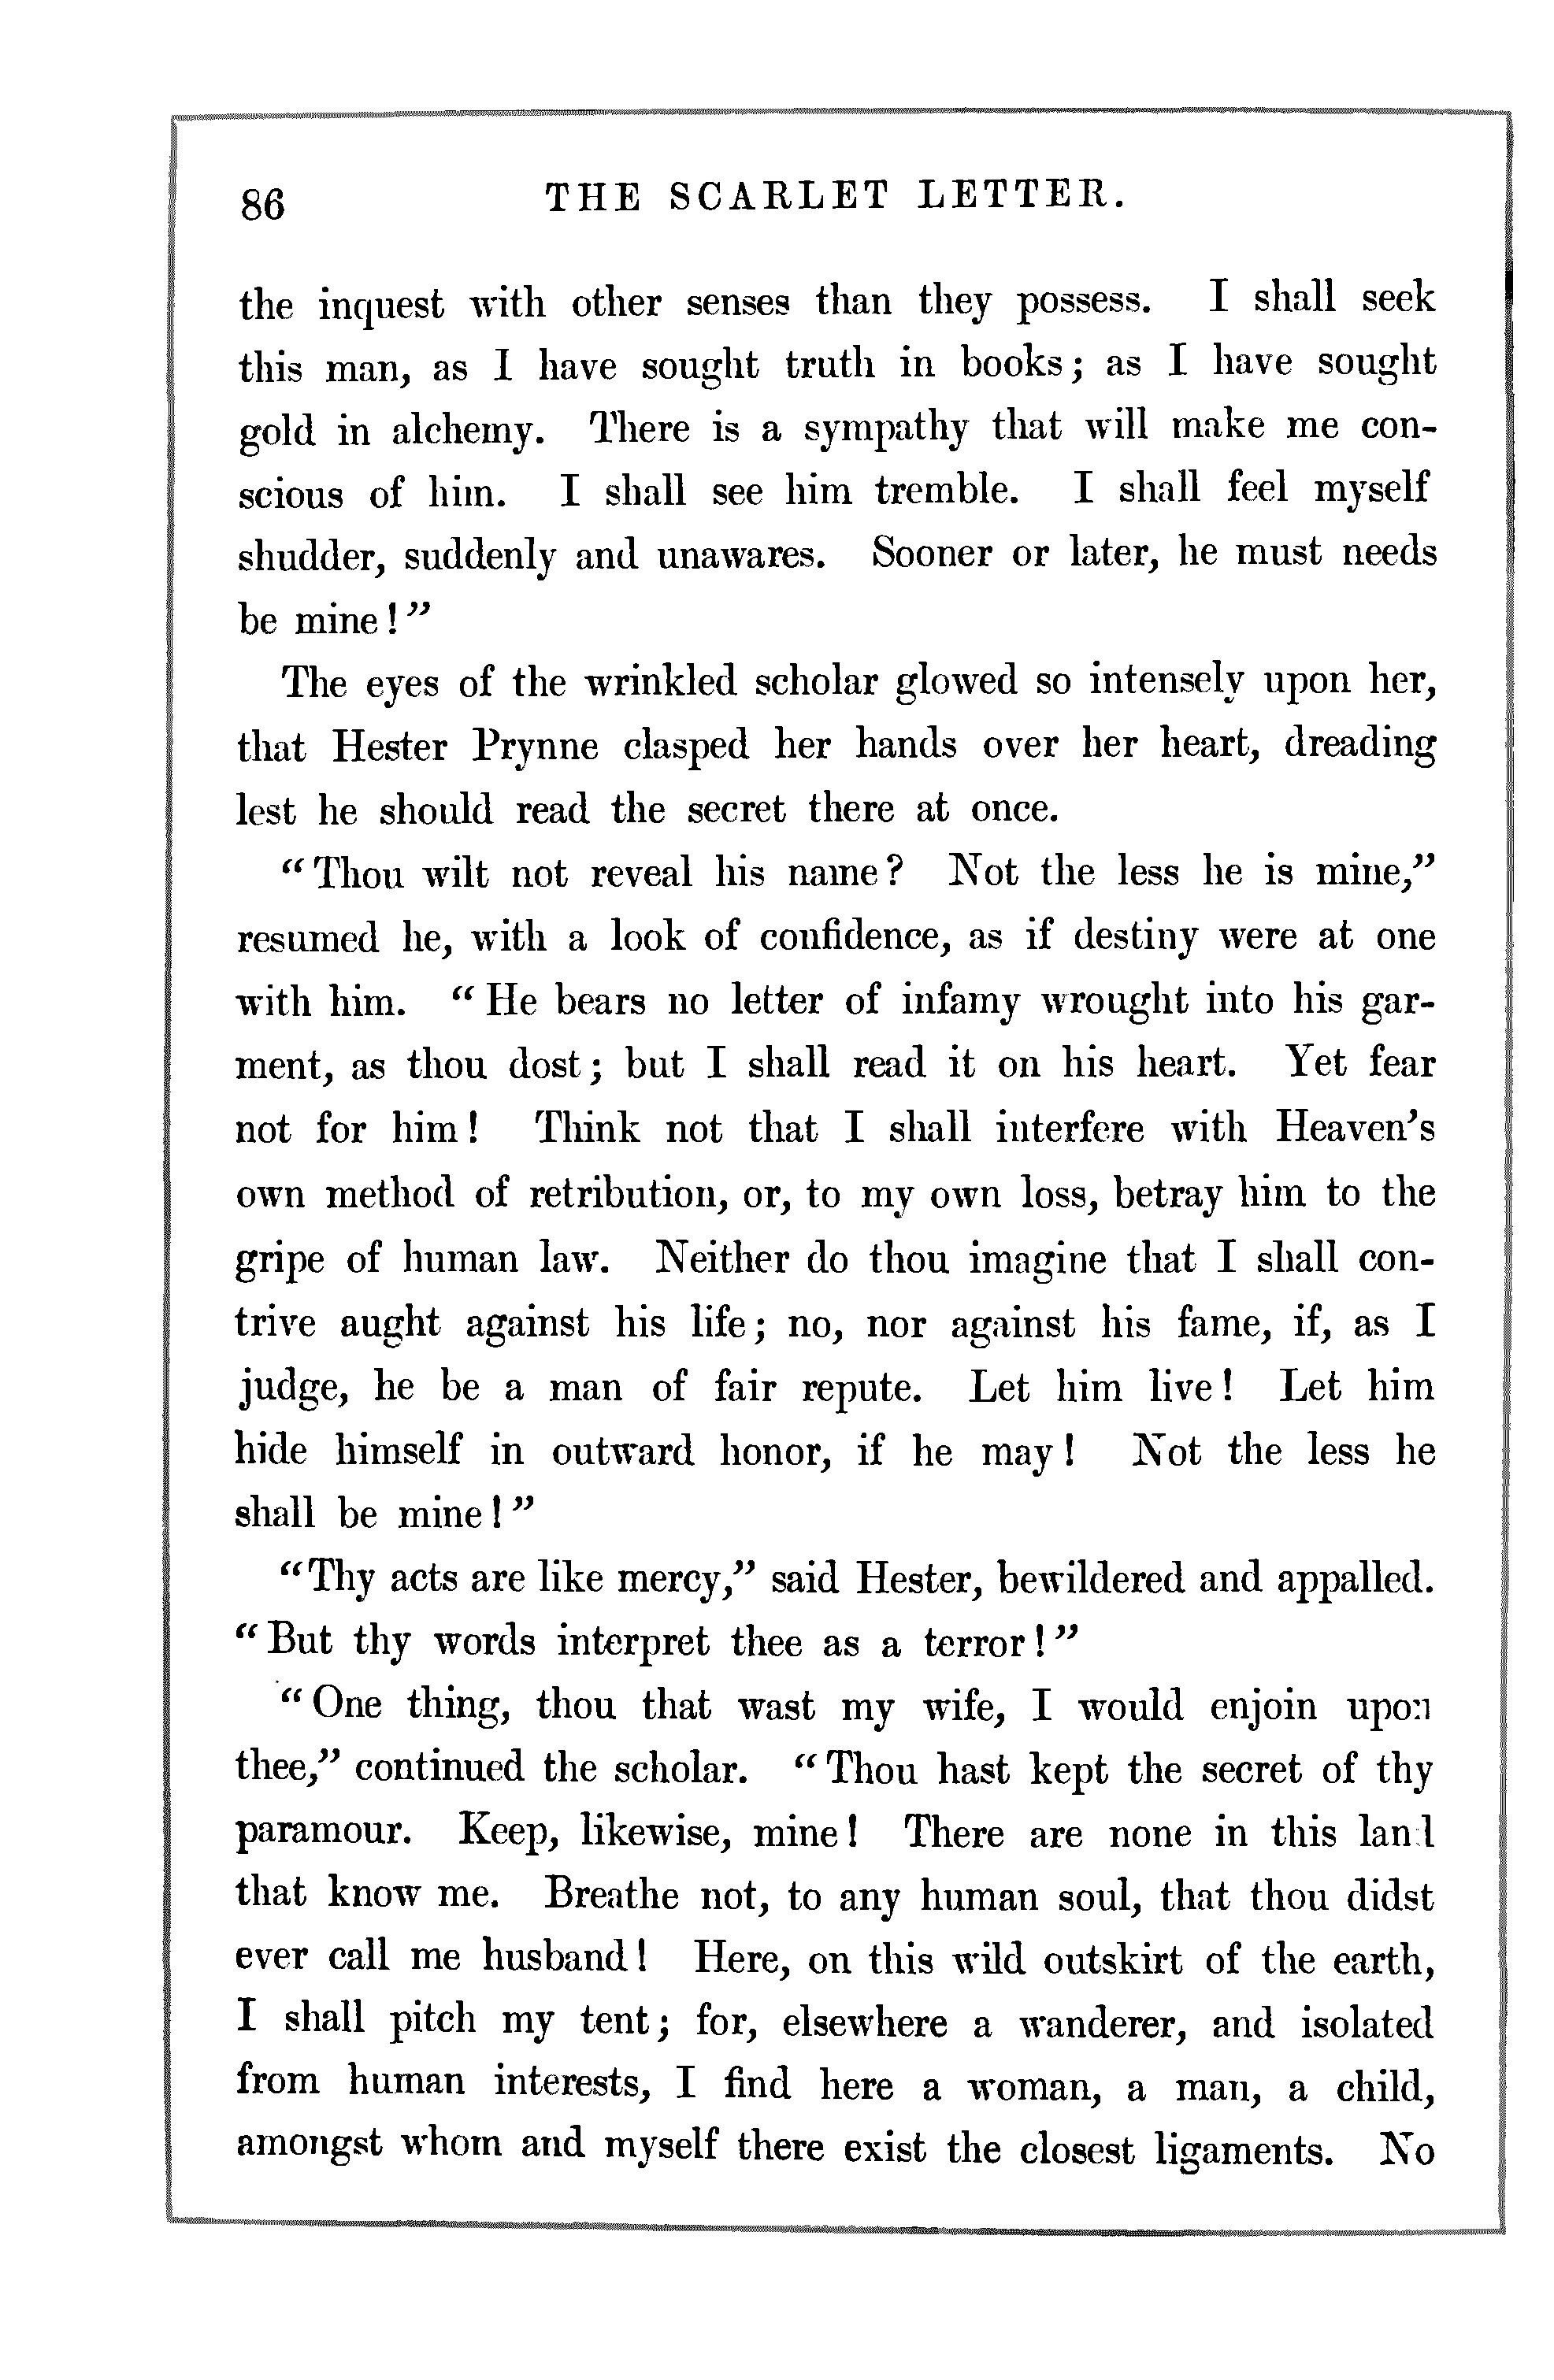 86 THE SCARLET LETTER.
the inquest with other senses than they possess. I shall seek
this man, as I have sought truth in books; as I have sought
gold in alchemy. There is a sympathy that will make me con-
scious of him. I shall see him tremble. I shall feel myself
shudder, suddenly and unawares. Sooner or later, he must needs
be mine!”
The eyes of the wrinkled scholar glowed so intensely upon her,
that Hester Prynne clasped her hands over her heart, dreading
lest he should read the secret there at once.
“Thou wilt not reveal his name? Not the less he is mine,”
resumed he, with a look of confidence, as if destiny were at one
with him. “He bears no letter of infamy wrought into his gar-
ment, as thou dost; but I shall read it on his heart. Yet fear
not for him! Think not that I shall interfere with Heaven’s
own method of retribution, or, to my own loss, betray him to the
gripe of human law. Neither do thou imagine that I shall con-
trive aught against his life; no, nor against his fame, if, as I
judge, he be a man of fair repute. Let him live! Let him
hide himself in outward honor, if he may! Not the less he
shall be mine!”
“Thy acts are like mercy,” said Hester, bewildered and appalled.
“But thy words interpret thee as a terror!”
“One thing, thou that wast my wife, I would enjoin upon
thee,” continued the scholar. “Thou hast kept the secret of thy
paramour. Keep, likewise, mine! There are none in this land
that know me. Breathe not, to any human soul, that thou didst
ever call me husband! Here, on this wild outskirt of the earth,
I shall pitch my tent; for, elsewhere a wanderer, and isolated
from human interests, I find here a woman, a man, a child,
amongst whom and myself there exist the closest ligaments. No